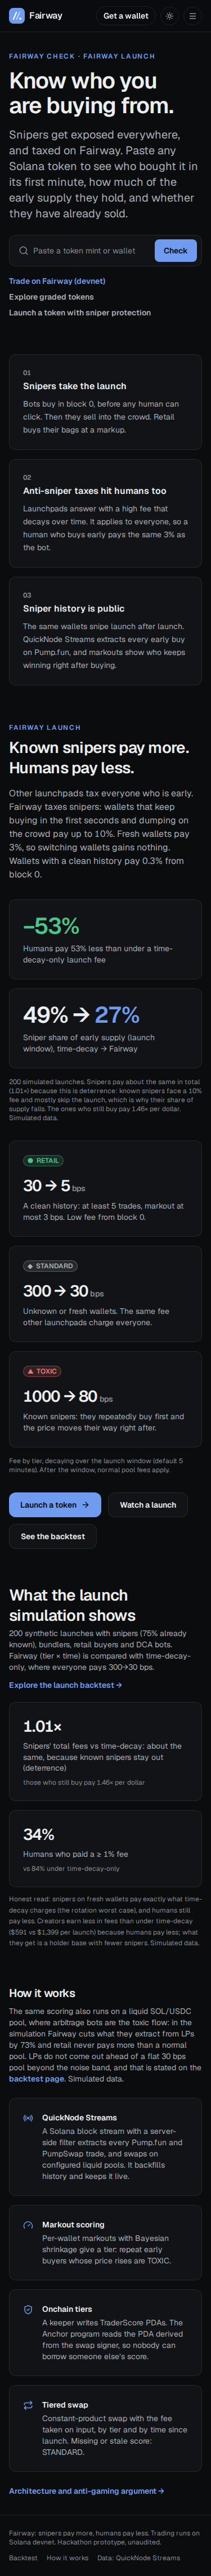 Fairway
Get a wallet
FAIRWAY CHECK · FAIRWAY LAUNCH
Know who you
are buying from.
Snipers get exposed everywhere,
and taxed on Fairway. Paste any
Solana token to see who bought it in
its first minute, how much of the
early supply they hold, and whether
they have already sold.
Paste a token mint or wallet
Check
Trade on Fairway (devnet)
Explore graded tokens
Launch a token with sniper protection
01
Snipers take the launch
Bots buy in block 0, before any human can
click. Then they sell into the crowd. Retail
buys their bags at a markup.
02
Anti-sniper taxes hit humans too
Launchpads answer with a high fee that
decays over time. It applies to everyone, so a
human who buys early pays the same 3% as
the bot.
03
Sniper history is public
The same wallets snipe launch after launch.
QuickNode Streams extracts every early buy
on Pump.fun, and markouts show who keeps
winning right after buying.
FAIRWAY LAUNCH
Known snipers pay more.
Humans pay less.
Other launchpads tax everyone who is early.
Fairway taxes snipers: wallets that keep
buying in the first seconds and dumping on
the crowd pay up to 10%. Fresh wallets pay
3%, so switching wallets gains nothing.
Wallets with a clean history pay 0.3% from
block 0.
−53%
Humans pay 53% less than under a time-
decay-only launch fee
49% → 27%
Sniper share of early supply (launch
window), time-decay → Fairway
200 simulated launches. Snipers pay about the same in total
(1.01×) because this is deterrence: known snipers face a 10%
fee and mostly skip the launch, which is why their share of
supply falls. The ones who still buy pay 1.46× per dollar.
Simulated data.
RETAIL
30 → 5 bps
A clean history: at least 5 trades, markout at
most 3 bps. Low fee from block 0.
STANDARD
300 → 30 bps
Unknown or fresh wallets. The same fee
other launchpads charge everyone.
TOXIC
1000 → 80 bps
Known snipers: they repeatedly buy first and
the price moves their way right after.
Fee by tier, decaying over the launch window (default 5
minutes). After the window, normal pool fees apply.
Launch a token →
Watch a launch
See the backtest
What the launch
simulation shows
200 synthetic launches with snipers (75% already
known), bundlers, retail buyers and DCA bots.
Fairway (tier × time) is compared with time-decay-
only, where everyone pays 300→30 bps.
Explore the launch backtest →
1.01×
Snipers' total fees vs time-decay: about the
same, because known snipers stay out
(deterrence)
those who still buy pay 1.46× per dollar
34%
Humans who paid a ≥ 1% fee
vs 84% under time-decay-only
Honest read: snipers on fresh wallets pay exactly what time-
decay charges (the rotation worst case), and humans still
pay less. Creators earn less in fees than under time-decay
($591 vs $1,399 per launch) because humans pay less; what
they get is a holder base with fewer snipers. Simulated data.
How it works
The same scoring also runs on a liquid SOL/USDC
pool, where arbitrage bots are the toxic flow: in the
simulation Fairway cuts what they extract from LPs
by 73% and retail never pays more than a normal
pool. LPs do not come out ahead of a flat 30 bps
pool beyond the noise band, and that is stated on the
backtest page. Simulated data.
QuickNode Streams
A Solana block stream with a server-
side filter extracts every Pump.fun and
PumpSwap trade, and swaps on
configured liquid pools. It backfills
history and keeps it live.
Markout scoring
Per-wallet markouts with Bayesian
shrinkage give a tier: repeat early
buyers whose price rises are TOXIC.
Onchain tiers
A keeper writes TraderScore PDAs. The
Anchor program reads the PDA derived
from the swap signer, so nobody can
borrow someone else's score.
Tiered swap
Constant-product swap with the fee
taken on input, by tier and by time since
launch. Missing or stale score:
STANDARD.
Architecture and anti-gaming argument →
Fairway: snipers pay more, humans pay less. Trading runs on
Solana devnet. Hackathon prototype, unaudited.
Backtest How it works Data: QuickNode Streams